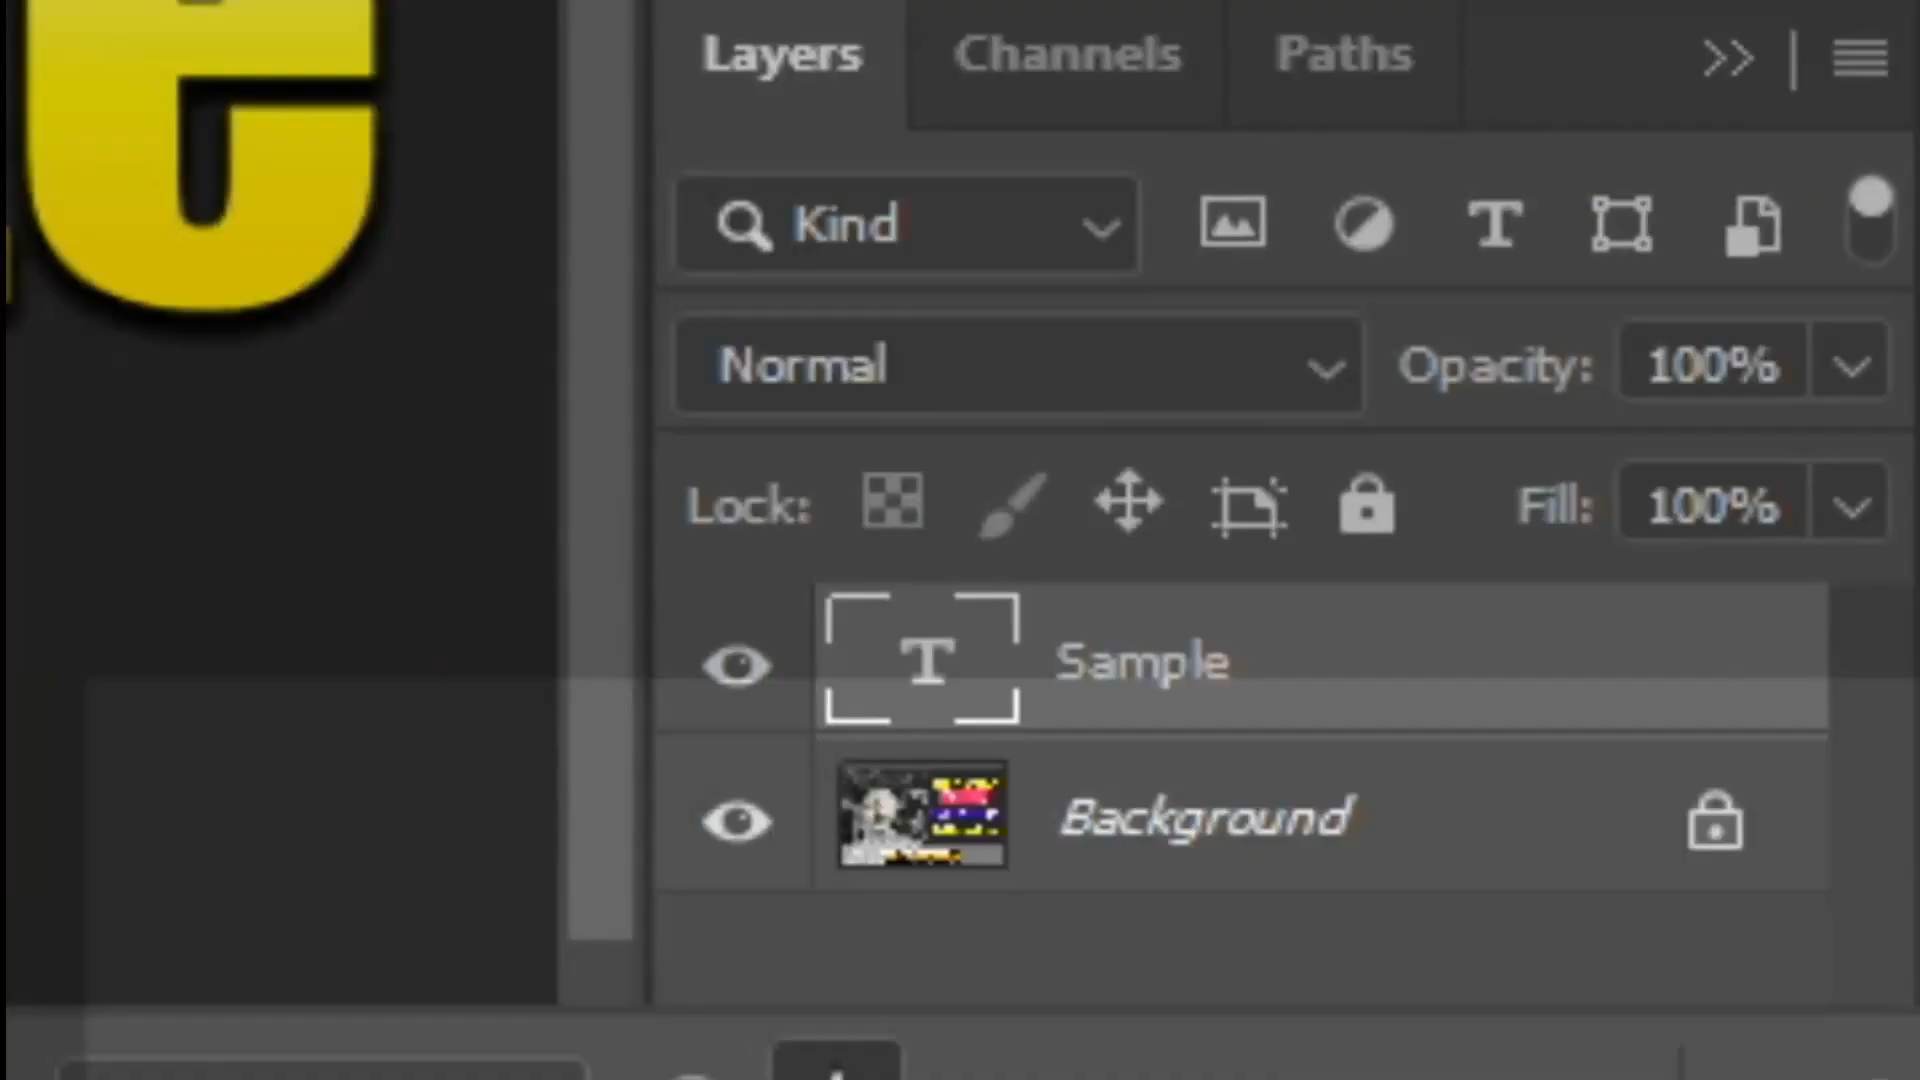 e
Layers Channels Paths
Kind T
Normal Opacity: 100%
Lock: Fill: 100%
T Sample
Background